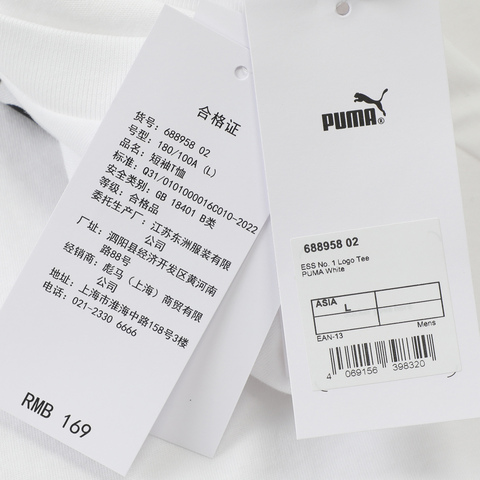 合格证
货号: 688958 02
号型: 180/100A (L)
品名: 短袖T恤
标准: Q31/0101000016C010-2022
安全类别: GB 18401 B类
等级: 合格品
委托生产厂: 江苏东洲服装有限
公司
厂址: 泗阳县经济开发区黄河南
路88号
经销商: 彪马（上海）商贸有限
公司
地址: 上海市淮海中路158号3楼
电话: 021-2330 6666
RMB 169
PUMA®
688958 02
ESS No. 1 Logo Tee
PUMA White
ASIA
L
EAN-13 Mens
4 069156 398320